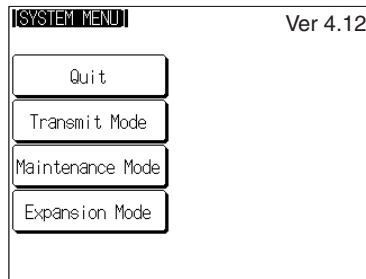 [SYSTEM MENU]
Ver 4.12
Quit
Transmit Mode
Maintenance Mode
Expansion Mode